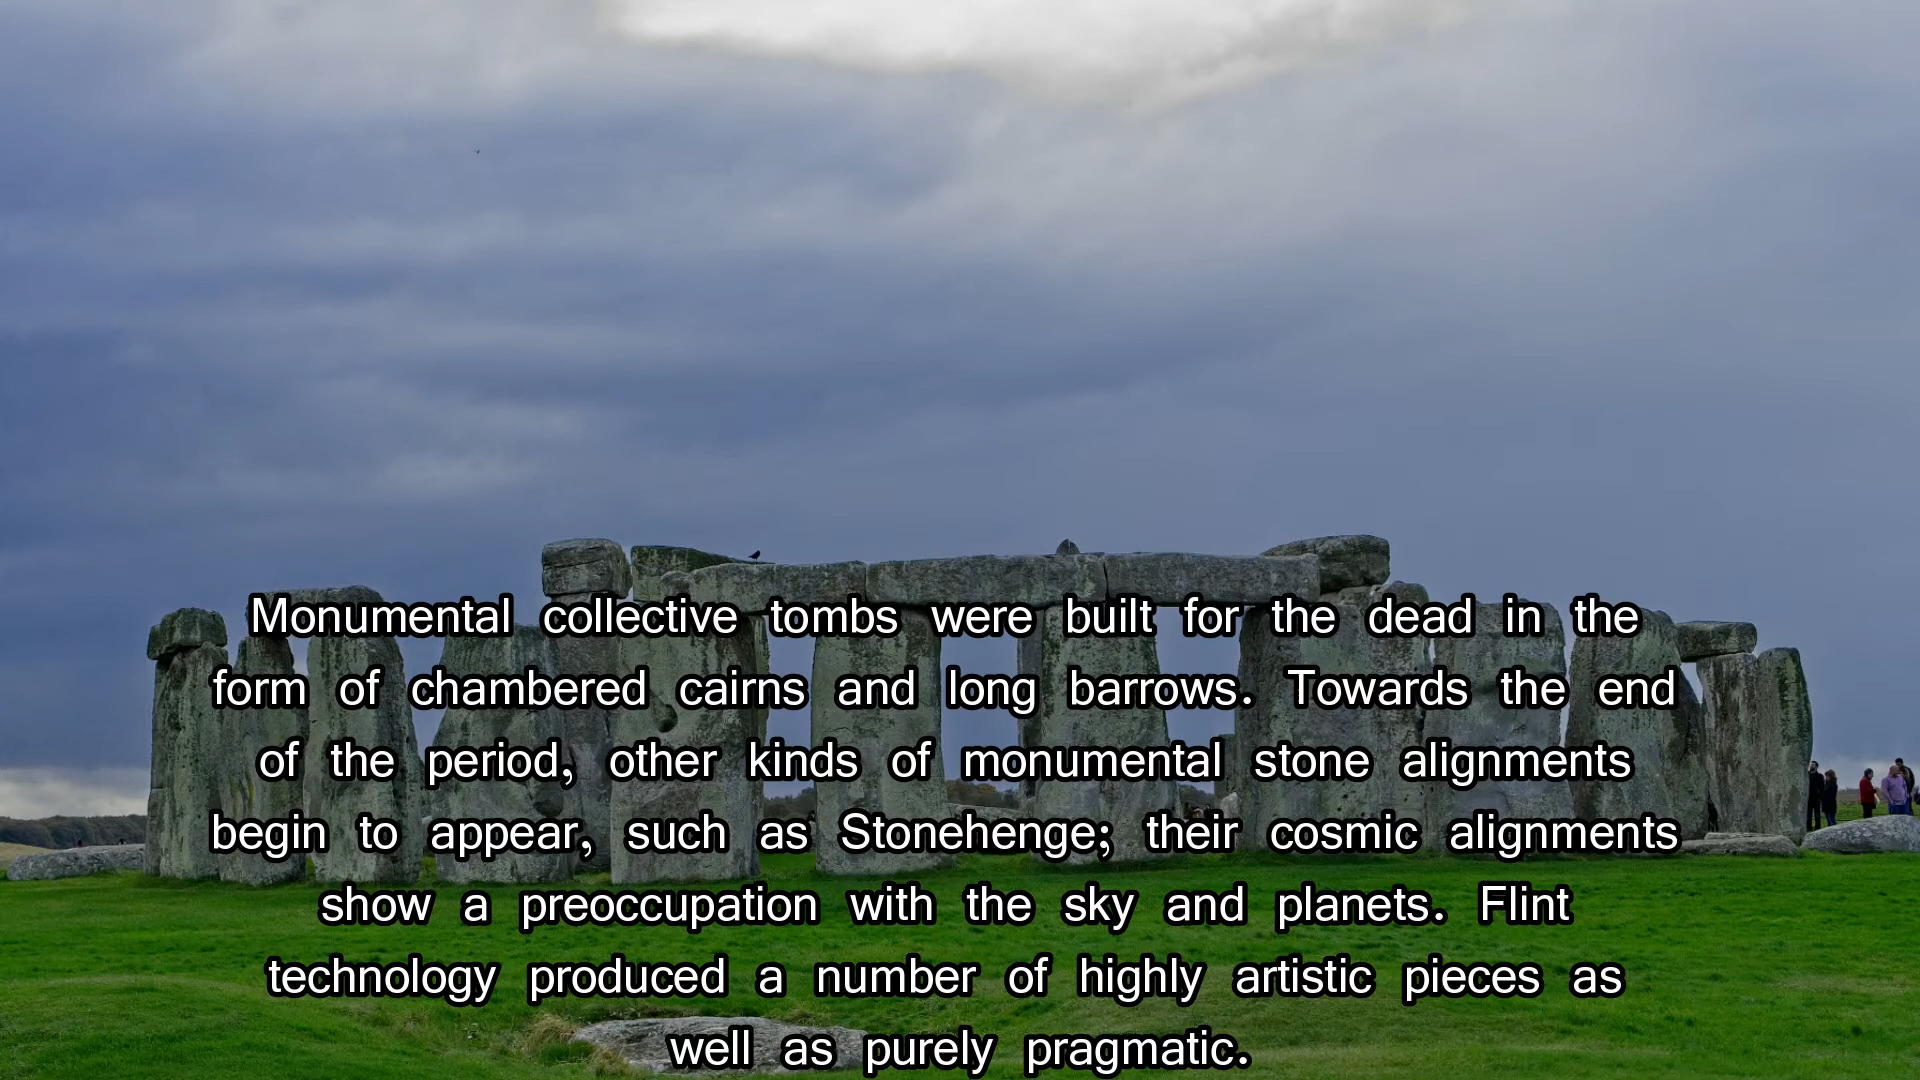 Monumental collective tombs were built for the dead in the
form of chambered cairns and long barrows. Towards the end
of the period, other kinds of monumental stone alignments
begin to appear, such as Stonehenge; their cosmic alignments
show a preoccupation with the sky and planets. Flint
technology produced a number of highly artistic pieces as
well as purely pragmatic.